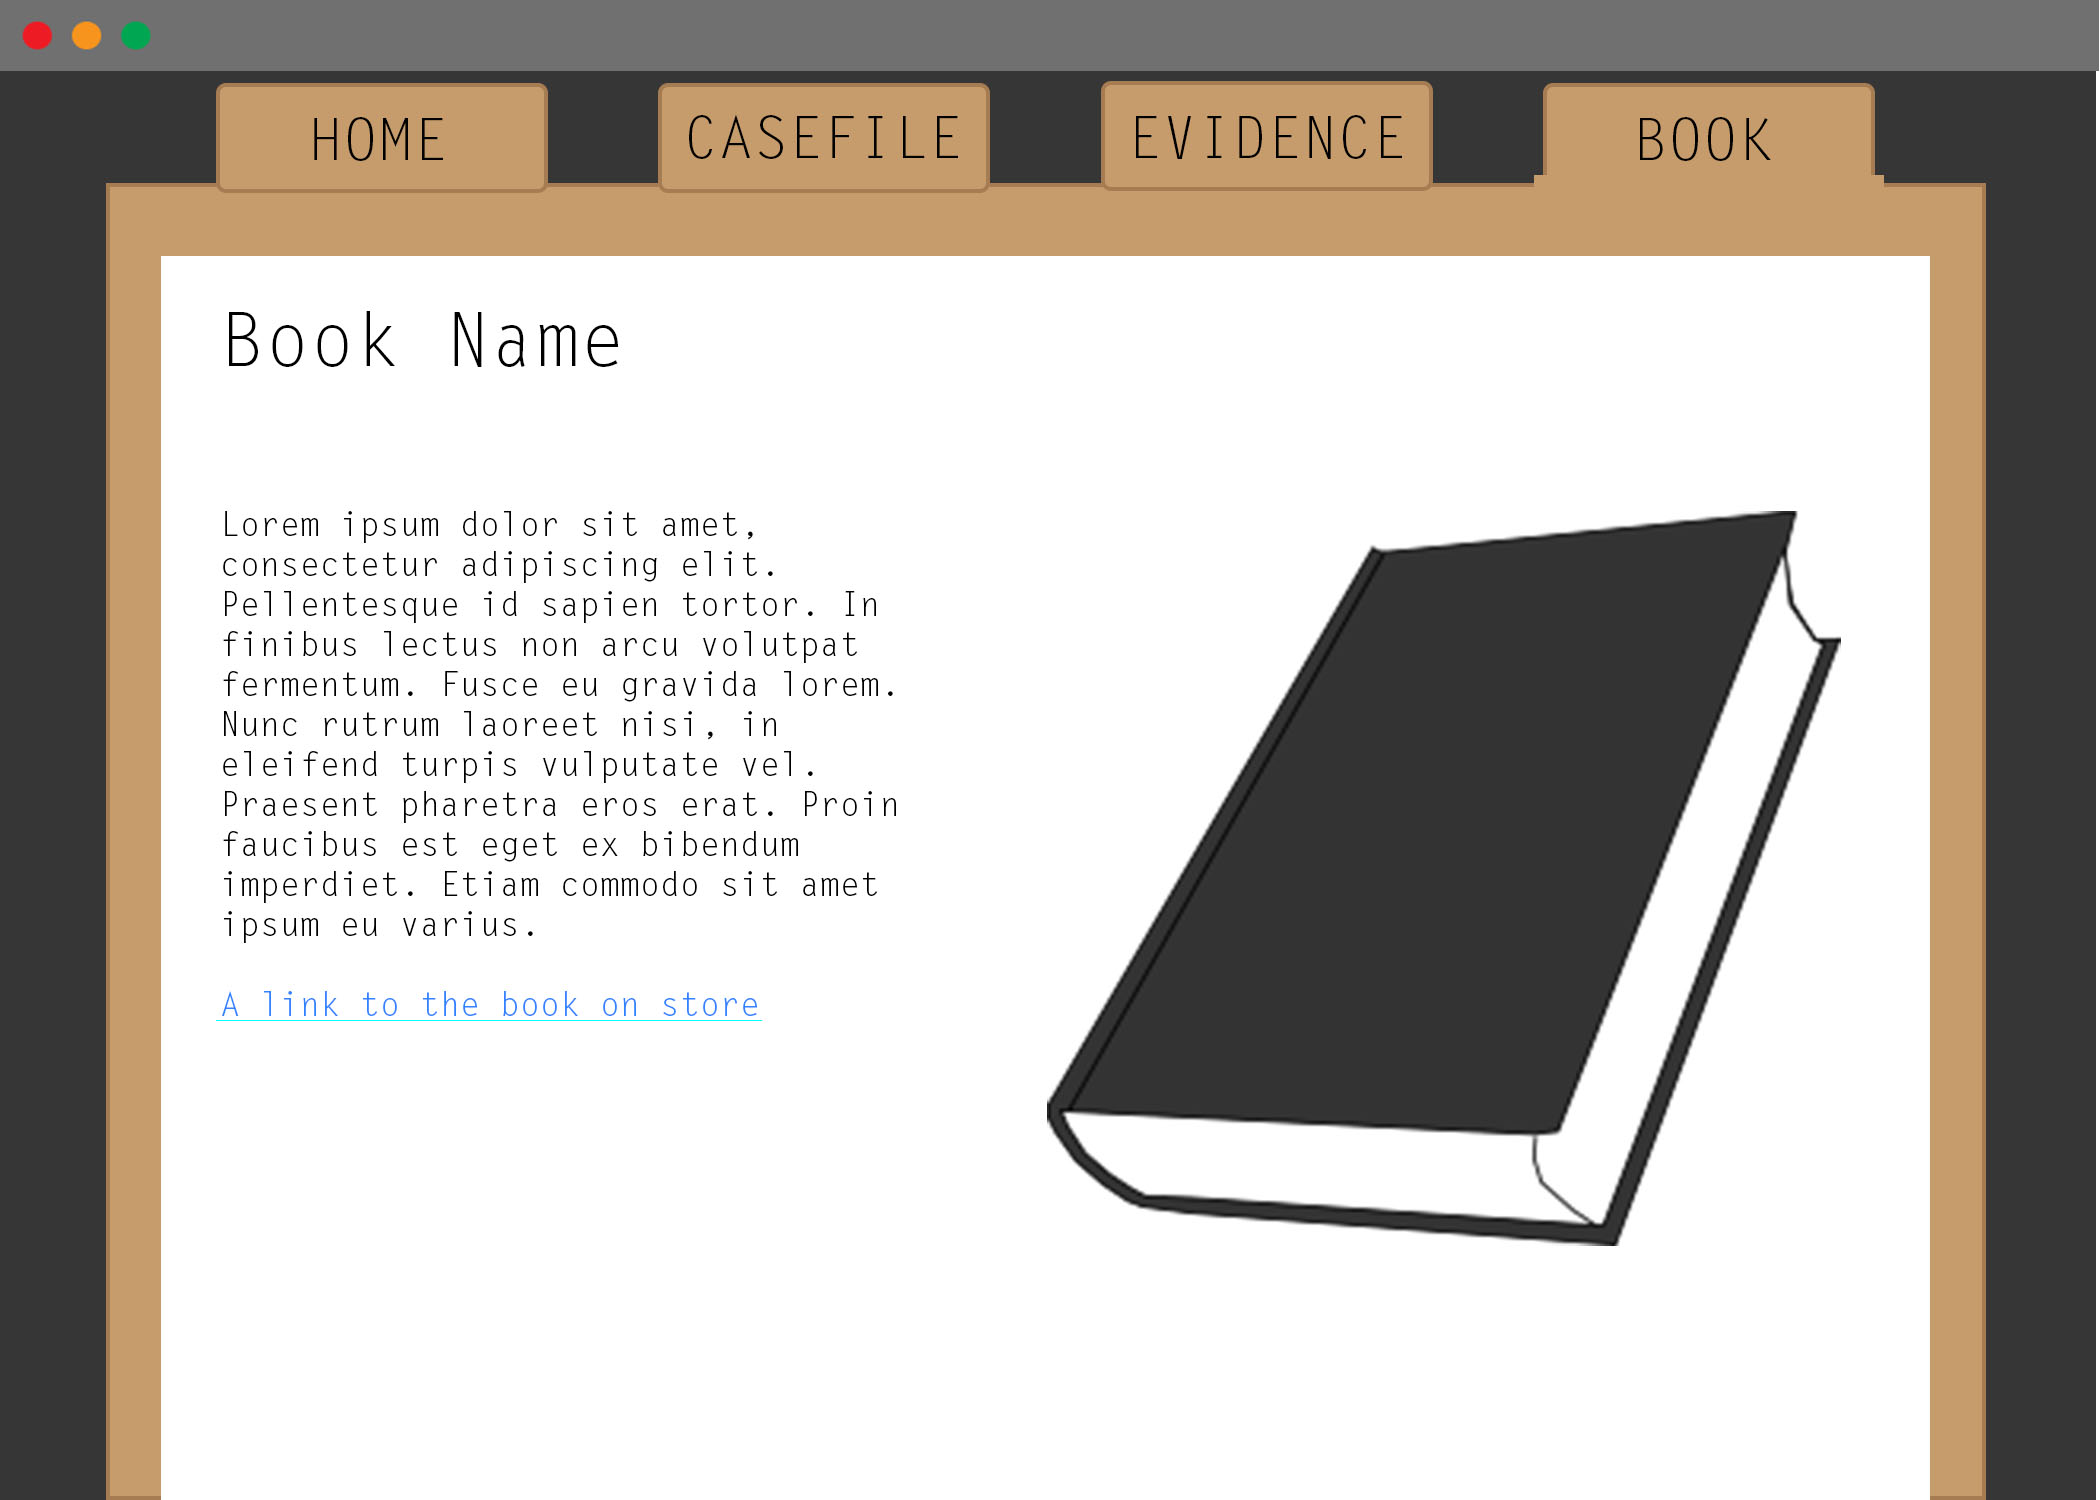 HOME CASEFILE EVIDENCE BOOK
Book Name
Lorem ipsum dolor sit amet,
consectetur adipiscing elit.
Pellentesque id sapien tortor. In
finibus lectus non arcu volutpat
fermentum. Fusce eu gravida lorem.
Nunc rutrum laoreet nisi, in
eleifend turpis vulputate vel.
Praesent pharetra eros erat. Proin
faucibus est eget ex bibendum
imperdiet. Etiam commodo sit amet
ipsum eu varius.
A link to the book on store